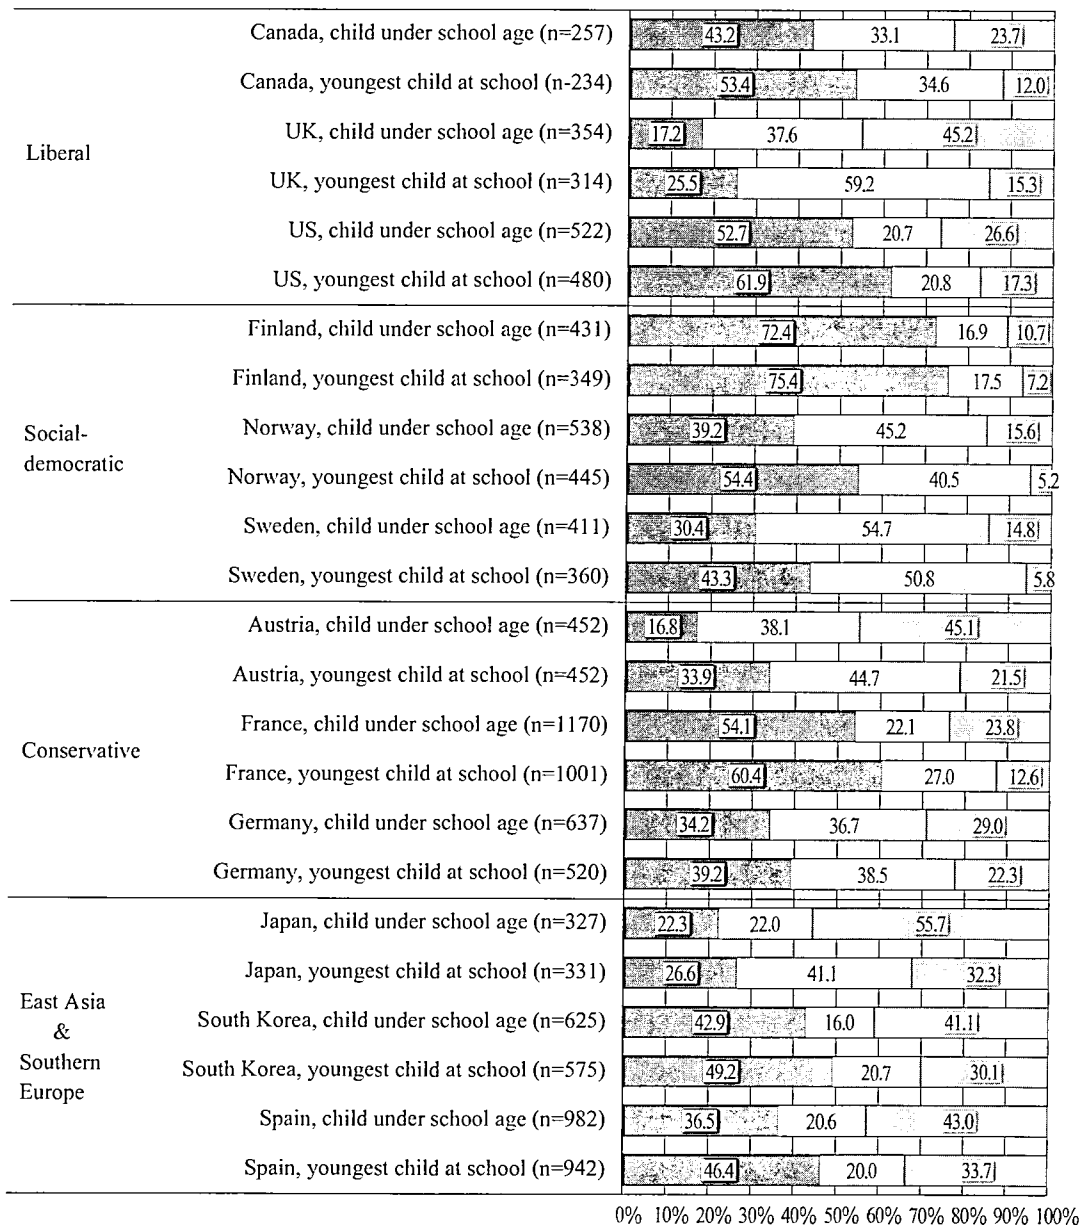 Canada, child under school age (n=257) 43.2 33.1 23.7
Canada, youngest child at school (n-234) 53.4 34.6 12.0
UK, child under school age (n=354) 17.2 37.6 45.2
Liberal
UK, youngest child at school (n=314) 25.5 59.2 15.3
US, child under school age (n=522) 52.7 20.7 26.6
US, youngest child at school (n=480) 61.9 20.8 17.3
Finland, child under school age (n=431) 72.4 16.9 10.7
Finland, youngest child at school (n=349) 75.4 17.5 7.2
Norway, child under school age (n=538) 39.2 45.2 15.6
Social-
democratic
Norway, youngest child at school (n=445) 54.4 40.5 5.2
Sweden, child under school age (n=411) 30.4 54.7 14.8
Sweden, youngest child at school (n=360) 43.3 50.8 5.8
Austria, child under school age (n=452) 16.8 38.1 45.1
Austria, youngest child at school (n=452) 33.9 44.7 21.5
France, child under school age (n=1170) 54.1 22.1 23.8
Conservative
France, youngest child at school (n=1001) 60.4 27.0 12.6
Germany, child under school age (n=637) 34.2 36.7 29.0
Germany, youngest child at school (n=520) 39.2 38.5 22.3
Japan, child under school age (n=327) 22.3 22.0 55.7
Japan, youngest child at school (n=331) 26.6 41.1 32.3
East Asia
&
Southern
Europe
South Korea, child under school age (n=625) 42.9 16.0 41.1
South Korea, youngest child at school (n=575) 49.2 20.7 30.1
Spain, child under school age (n=982) 36.5 20.6 43.0
Spain, youngest child at school (n=942) 46.4 20.0 33.7
0% 10% 20% 30% 40% 50% 60% 70% 80% 90% 100%